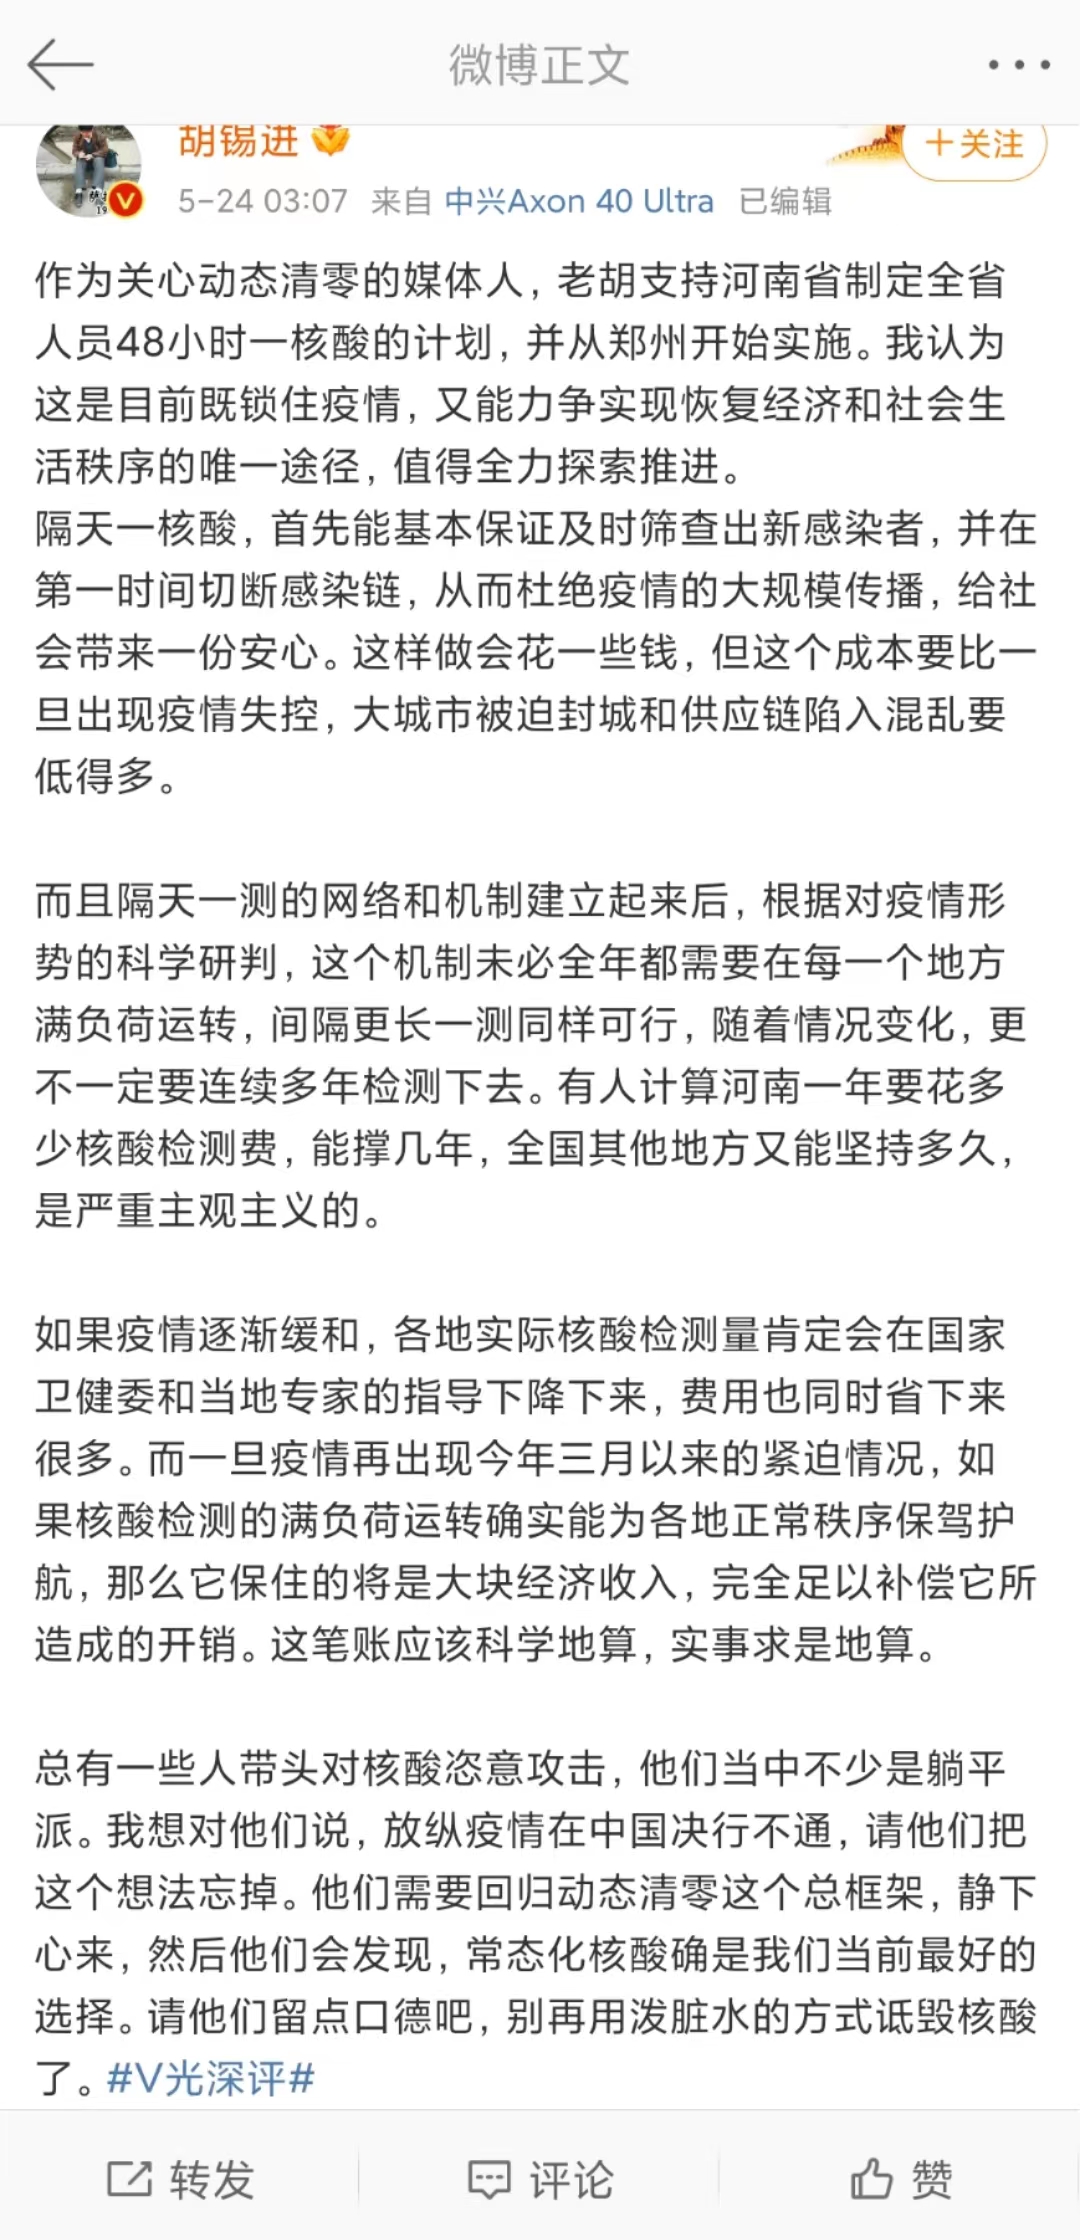 微博正文
胡锡进
+关注
5-24 03:07 来自 中兴Axon 40 Ultra 已编辑
作为关心动态清零的媒体人，老胡支持河南省制定全省
人员48小时一核酸的计划，并从郑州开始实施。我认为
这是目前既锁住疫情，又能力争实现恢复经济和社会生
活秩序的唯一途径，值得全力探索推进。
隔天一核酸，首先能基本保证及时筛查出新感染者，并在
第一时间切断感染链，从而杜绝疫情的大规模传播，给社
会带来一份安心。这样做会花一些钱，但这个成本要比一
旦出现疫情失控，大城市被迫封城和供应链陷入混乱要
低得多。
而且隔天一测的网络和机制建立起来后，根据对疫情形
势的科学研判，这个机制未必全年都需要在每一个地方
满负荷运转，间隔更长一测同样可行，随着情况变化，更
不一定要连续多年检测下去。有人计算河南一年要花多
少核酸检测费，能撑几年，全国其他地方又能坚持多久，
是严重主观主义的。
如果疫情逐渐缓和，各地实际核酸检测量肯定会在国家
卫健委和当地专家的指导下降下来，费用也同时省下来
很多。而一旦疫情再出现今年三月以来的紧迫情况，如
果核酸检测的满负荷运转确实能为各地正常秩序保驾护
航，那么它保住的将是大块经济收入，完全足以补偿它所
造成的开销。这笔账应该科学地算，实事求是地算。
总有一些人带头对核酸恣意攻击，他们当中不少是躺平
派。我想对他们说，放纵疫情在中国决行不通，请他们把
这个想法忘掉。他们需要回归动态清零这个总框架，静下
心来，然后他们会发现，常态化核酸确是我们当前最好的
选择。请他们留点口德吧，别再用泼脏水的方式诋毁核酸
了。#V光深评#
转发 评论 赞